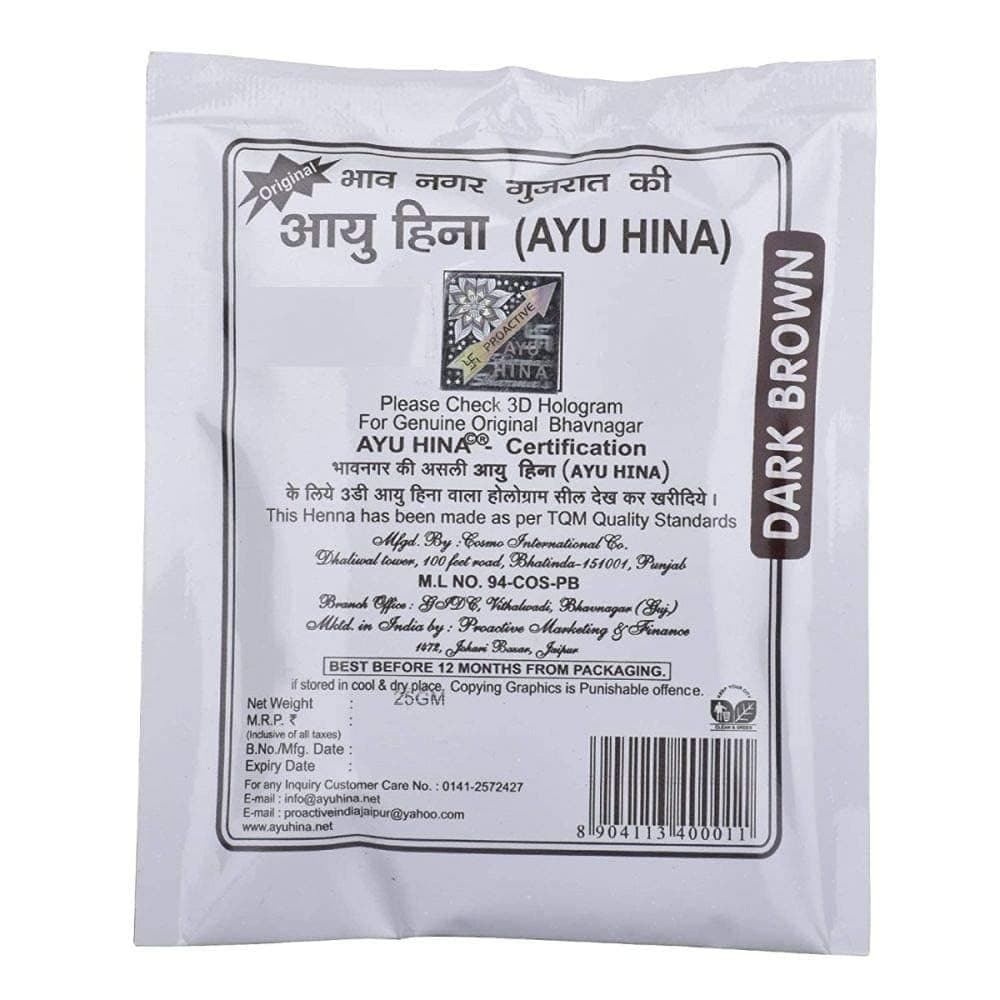 Original
भाव नगर गुजरात की
आयु हिना (AYU HINA)
PROACTIVE
AYU
HINA
DARK BROWN
Please Check 3D Hologram
For Genuine Original Bhavnagar
AYU HINA©®- Certification
भावनगर की असली आयु हिना (AYU HINA)
के लिये 3डी आयु हिना वाला होलोग्राम सील देख कर खरीदिये ।
This Henna has been made as per TQM Quality Standards
Mfgd. By : Cosmo International Co.
Dhaliwal tower, 100 feet road, Bhatinda-151001, Punjab
M.L NO. 94-COS-PB
Branch Office : GIDC, Vithalwadi, Bhavnagar (Guj.)
Mktd. in India by : Proactive Marketing & Finance
1472, Johari Bazar, Jaipur
BEST BEFORE 12 MONTHS FROM PACKAGING.
if stored in cool & dry place. Copying Graphics is Punishable offence.
Net Weight : 25GM
M.R.P. ₹ :
(Inclusive of all taxes)
B.No./Mfg. Date :
Expiry Date :
For any Inquiry Customer Care No. : 0141-2572427
E-mail : info@ayuhina.net
E-mail : proactiveindiajaipur@yahoo.com
www.ayuhina.net
KEEP YOUR CITY
CLEAN & GREEN
8 904113 400011